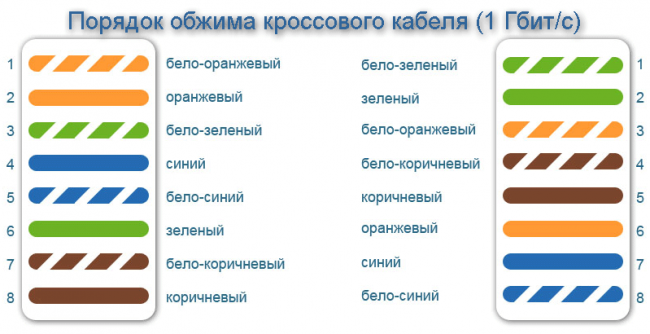 Порядок обжима кроссового кабеля (1 Гбит/с)
1 бело-оранжевый бело-зеленый 1
2 оранжевый зеленый 2
3 бело-зеленый бело-оранжевый 3
4 синий бело-коричневый 4
5 бело-синий коричневый 5
6 зеленый оранжевый 6
7 бело-коричневый синий 7
8 коричневый бело-синий 8